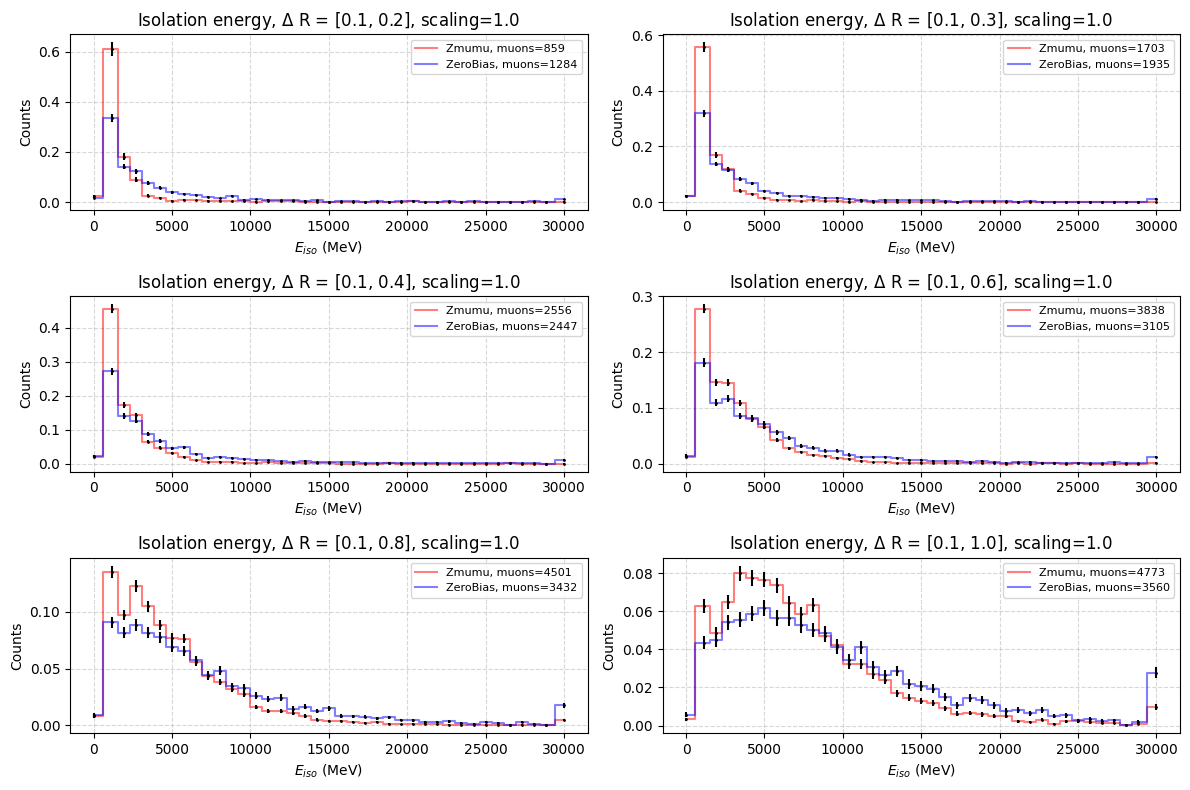 Isolation energy, Δ R = [0.1, 0.2], scaling=1.0
Zmumu, muons=859
ZeroBias, muons=1284
Counts
0.6
0.4
0.2
0.0
0 5000 10000 15000 20000 25000 30000
E_iso (MeV)
Isolation energy, Δ R = [0.1, 0.3], scaling=1.0
Zmumu, muons=1703
ZeroBias, muons=1935
Counts
0.6
0.4
0.2
0.0
0 5000 10000 15000 20000 25000 30000
E_iso (MeV)
Isolation energy, Δ R = [0.1, 0.4], scaling=1.0
Zmumu, muons=2556
ZeroBias, muons=2447
Counts
0.4
0.3
0.2
0.1
0.0
0 5000 10000 15000 20000 25000 30000
E_iso (MeV)
Isolation energy, Δ R = [0.1, 0.6], scaling=1.0
Zmumu, muons=3838
ZeroBias, muons=3105
Counts
0.3
0.2
0.1
0.0
0 5000 10000 15000 20000 25000 30000
E_iso (MeV)
Isolation energy, Δ R = [0.1, 0.8], scaling=1.0
Zmumu, muons=4501
ZeroBias, muons=3432
Counts
0.10
0.05
0.00
0 5000 10000 15000 20000 25000 30000
E_iso (MeV)
Isolation energy, Δ R = [0.1, 1.0], scaling=1.0
Zmumu, muons=4773
ZeroBias, muons=3560
Counts
0.08
0.06
0.04
0.02
0.00
0 5000 10000 15000 20000 25000 30000
E_iso (MeV)